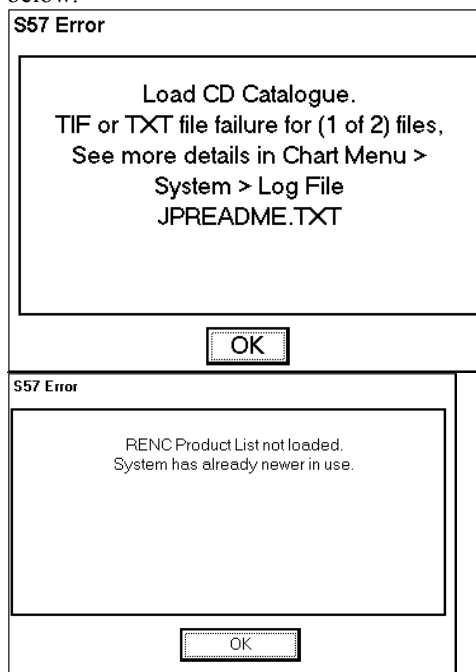 S57 Error
Load CD Catalogue.
TIF or TXT file failure for (1 of 2) files,
See more details in Chart Menu >
System > Log File
JPREADME.TXT
OK
S57 Error
RENC Product List not loaded.
System has already newer in use.
OK